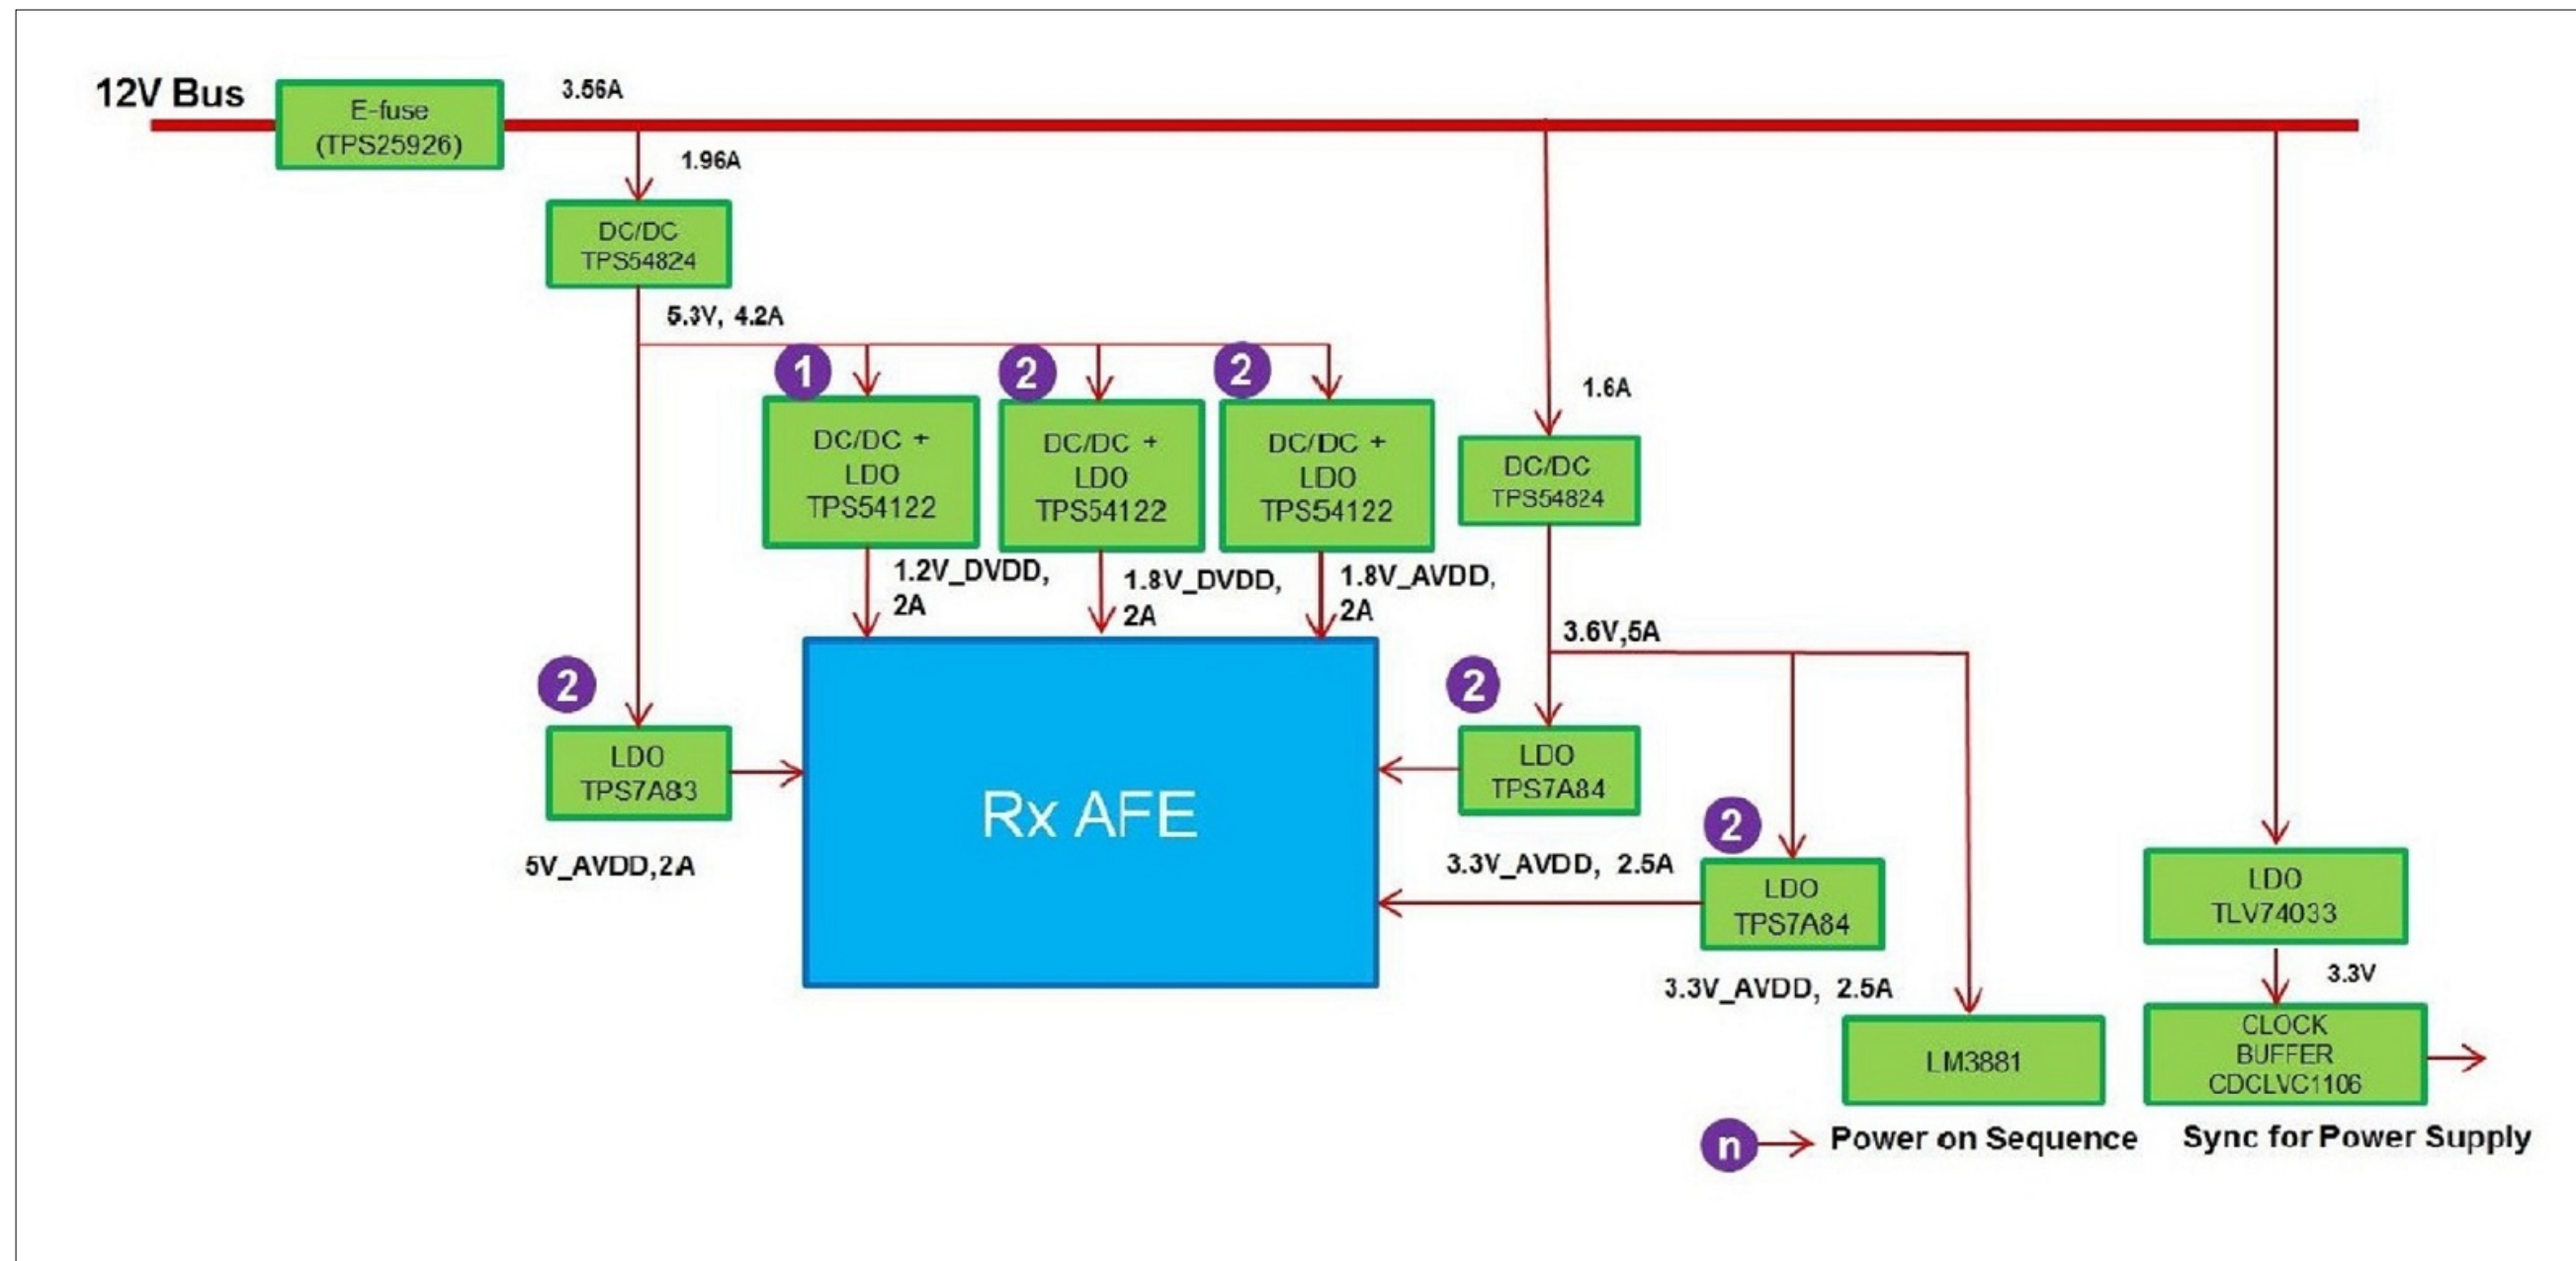 12V Bus
E-fuse
(TPS25926)
3.56A
1.96A
DC/DC
TPS54824
5.3V, 4.2A
1
2
2
DC/DC +
LDO
TPS54122
DC/DC +
LDO
TPS54122
DC/DC +
LDO
TPS54122
1.6A
DC/DC
TPS54824
1.2V_DVDD,
2A
1.8V_DVDD,
2A
1.8V_AVDD,
2A
3.6V,5A
2
LDO
TPS7A83
5V_AVDD,2A
Rx AFE
2
LDO
TPS7A84
3.3V_AVDD, 2.5A
2
LDO
TPS7A84
3.3V_AVDD, 2.5A
LM3881
LDO
TLV74033
3.3V
CLOCK
BUFFER
CDCLVC1106
n
Power on Sequence
Sync for Power Supply